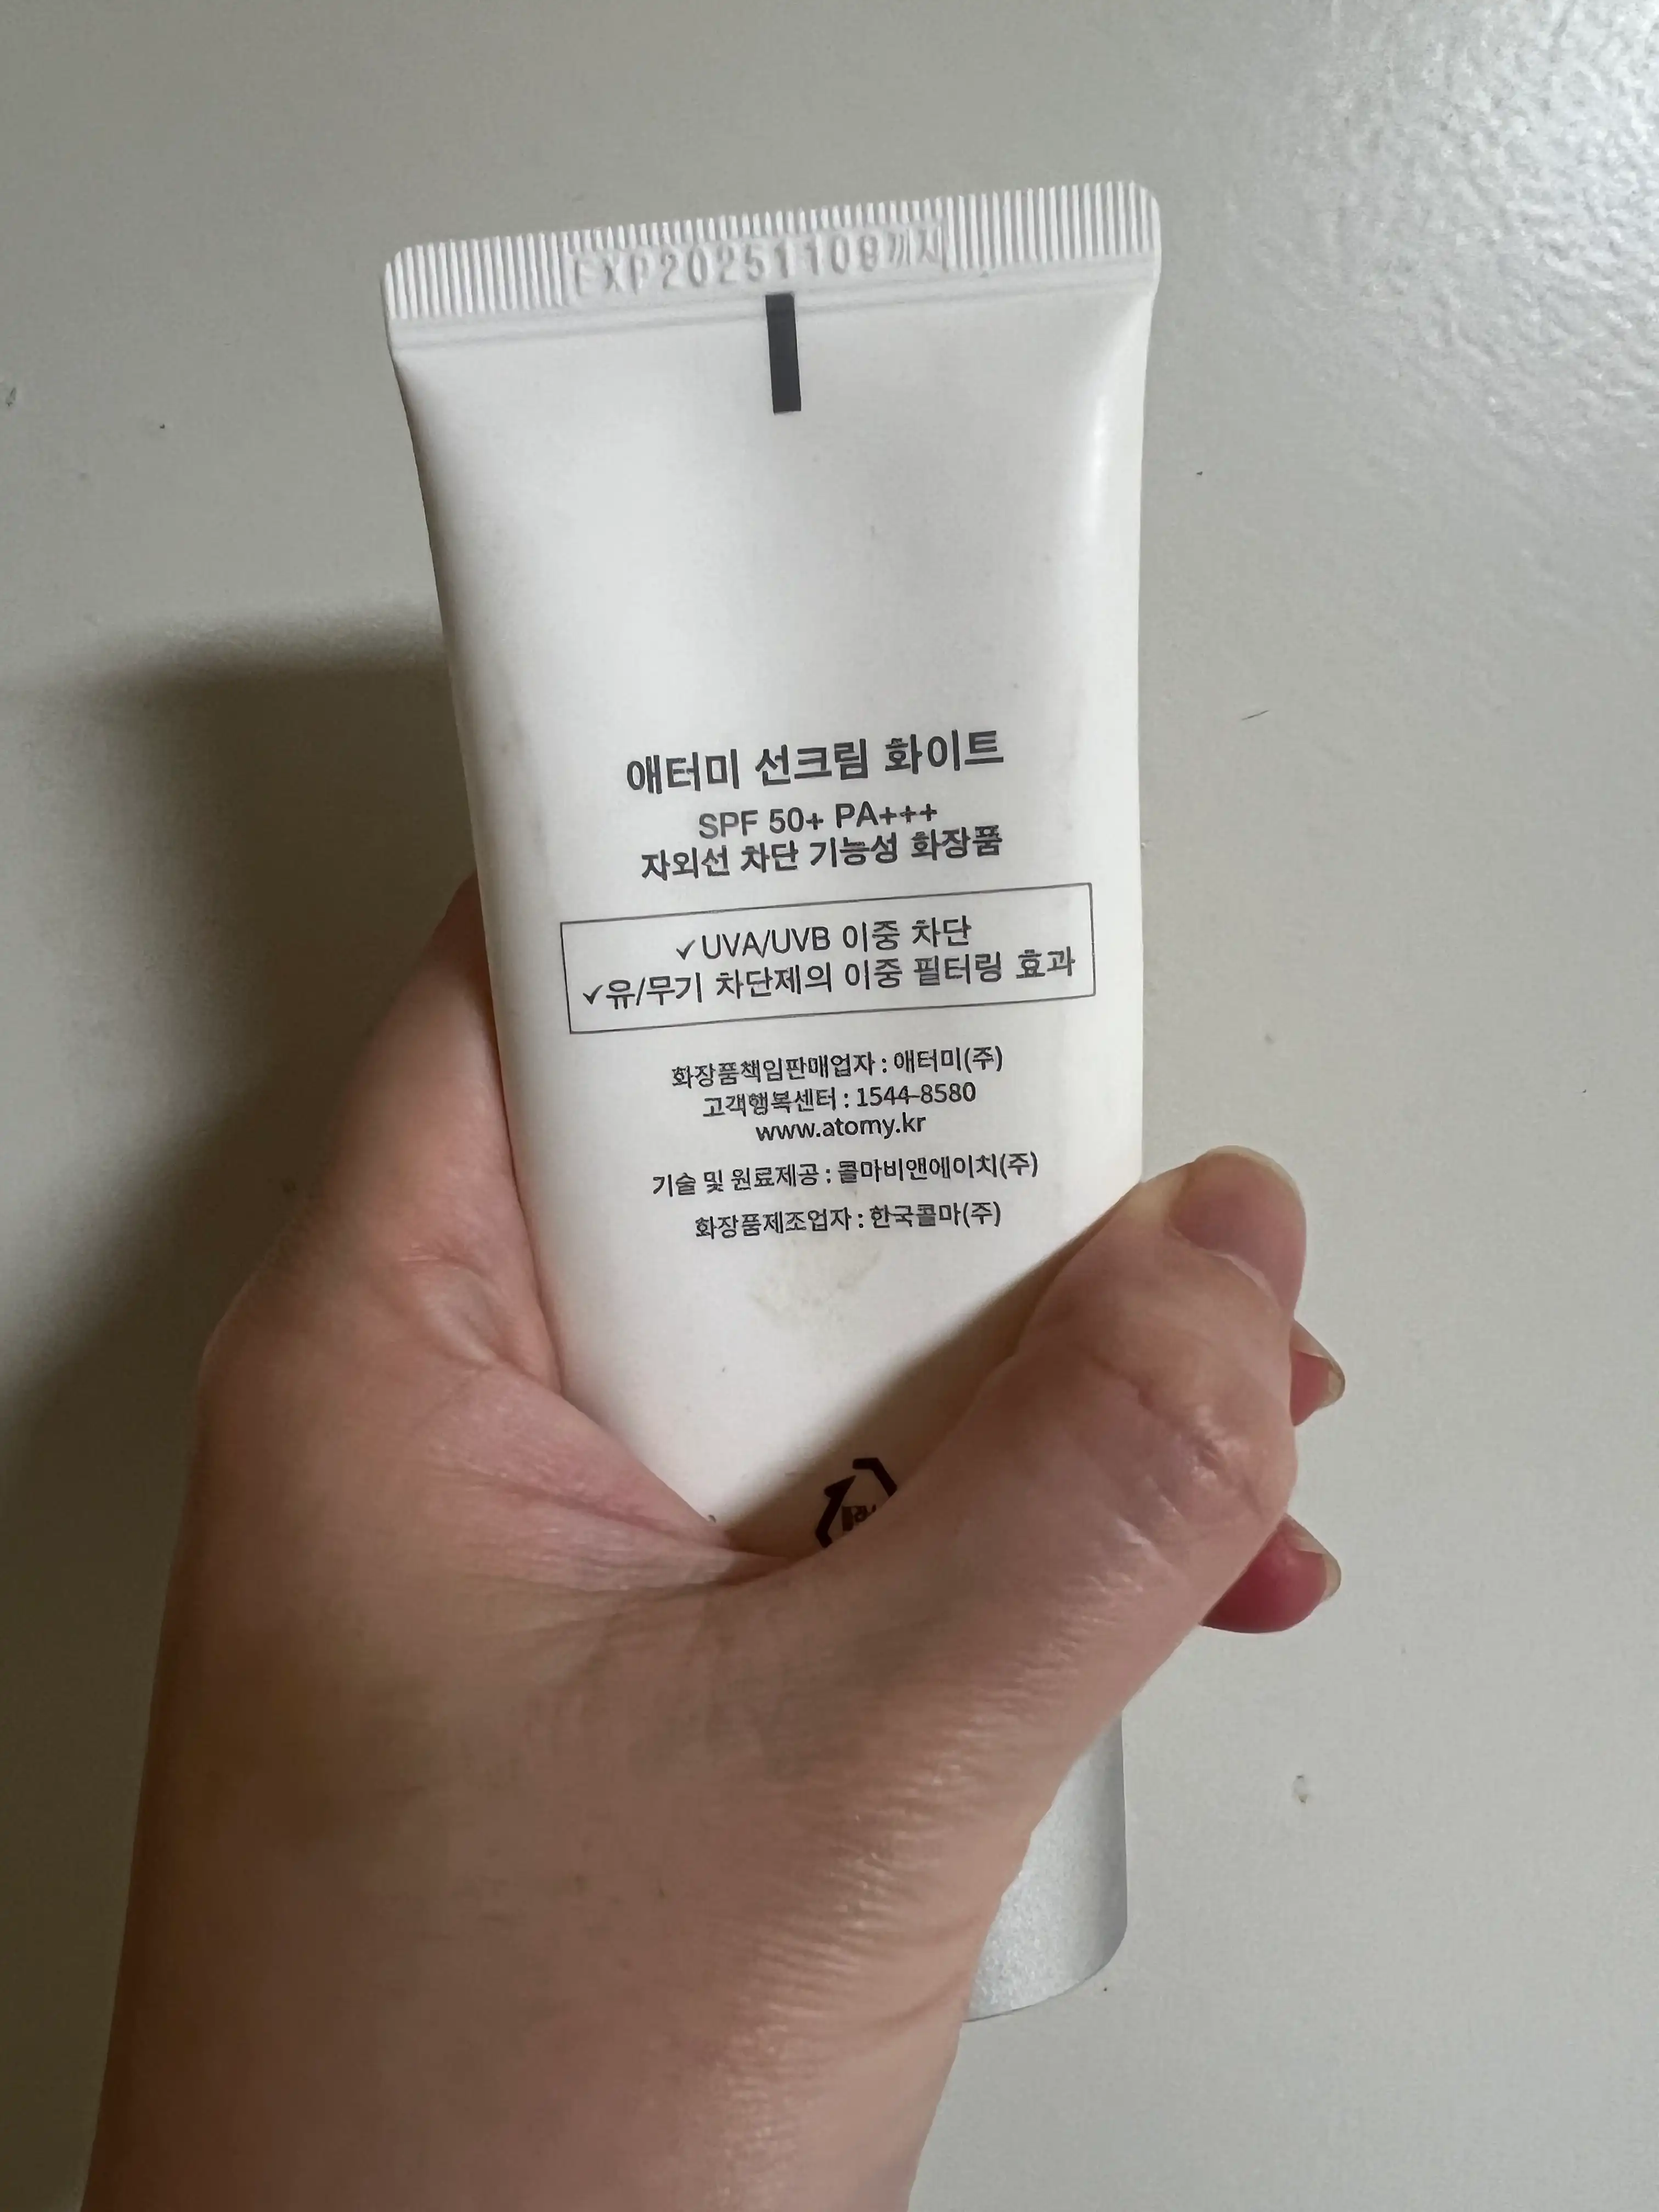 EXP20251109까지
애터미 선크림 화이트
SPF 50+ PA+++
자외선 차단 기능성 화장품
✓UVA/UVB 이중 차단
✓유/무기 차단제의 이중 필터링 효과
화장품책임판매업자 : 애터미(주)
고객행복센터 : 1544-8580
www.atomy.kr
기술 및 원료제공 : 콜마비앤에이치(주)
화장품제조업자 : 한국콜마(주)